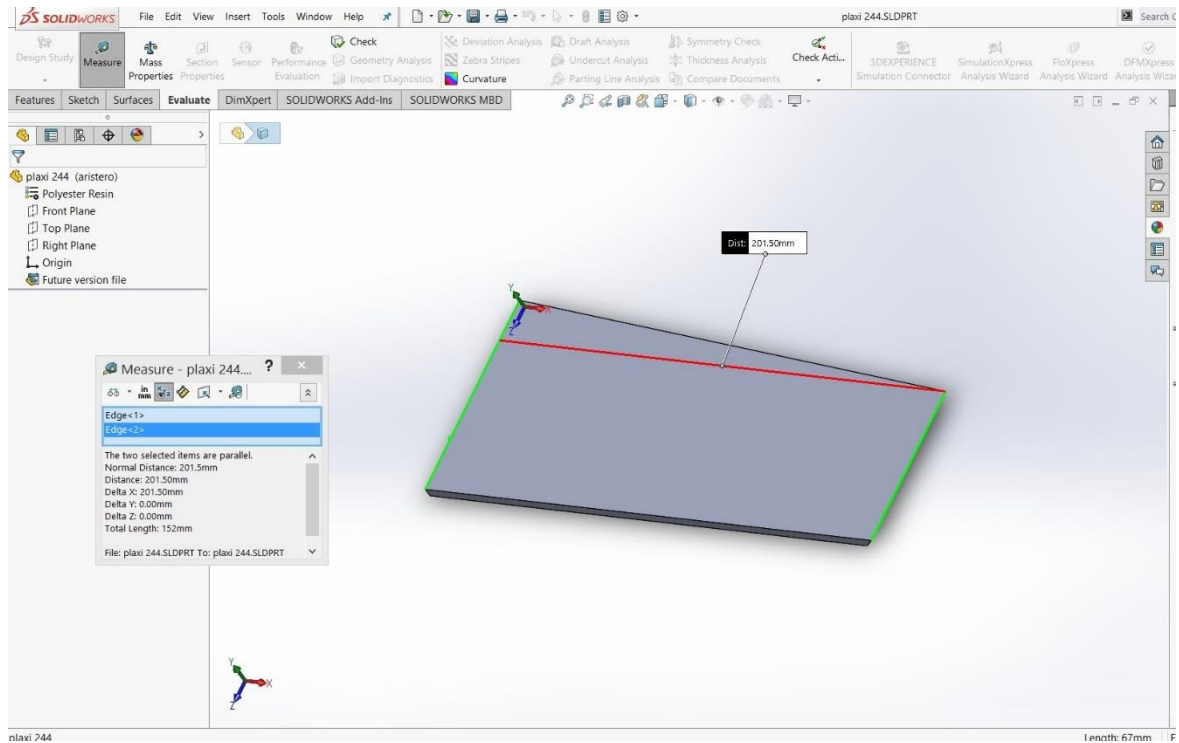 SOLIDWORKS File Edit View Insert Tools Window Help plaxi 244.SLDPRT Search C
Design Study Measure Mass Properties Section Properties Sensor Performance Evaluation
Check Geometry Analysis Import Diagnostics
Deviation Analysis Zebra Stripes Curvature
Draft Analysis Undercut Analysis Parting Line Analysis
Symmetry Check Thickness Analysis Compare Documents
Check Acti... 3DEXPERIENCE Simulation Connector SimulationXpress Analysis Wizard FloXpress Analysis Wizard DFMXpress Analysis Wizar
Features Sketch Surfaces Evaluate DimXpert SOLIDWORKS Add-Ins SOLIDWORKS MBD
plaxi 244 (aristero)
Polyester Resin
Front Plane
Top Plane
Right Plane
Origin
Future version file
Dist: 201.50mm
Y
X
Z
Measure - plaxi 244.... ?
in
mm
Edge<1>
Edge<2>
The two selected items are parallel.
Normal Distance: 201.5mm
Distance: 201.50mm
Delta X: 201.50mm
Delta Y: 0.00mm
Delta Z: 0.00mm
Total Length: 152mm
File: plaxi 244.SLDPRT To: plaxi 244.SLDPRT
Y
X
Z
plaxi 244 Length: 67mm